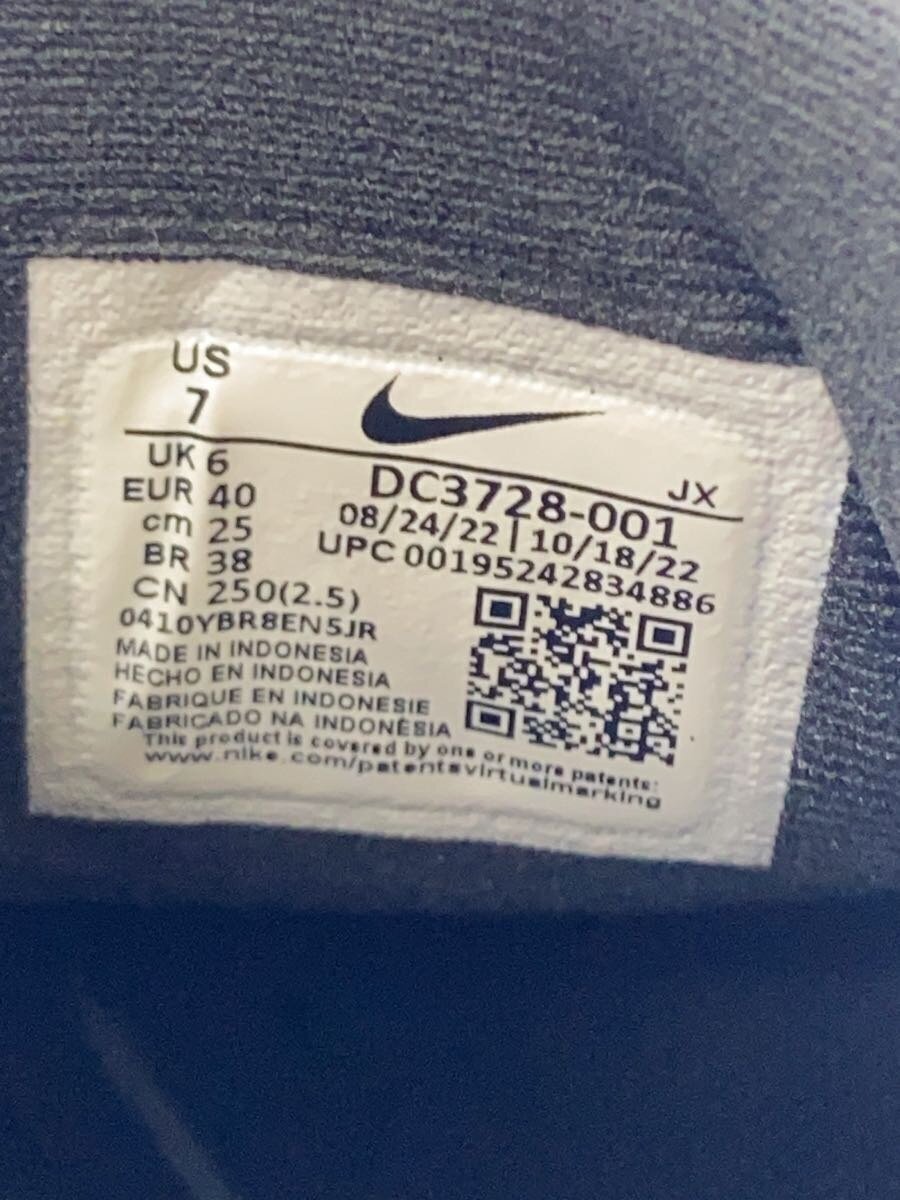 US
7
JX
UK 6
EUR 40
cm 25
BR 38
CN 250(2.5)
DC3728-001
08/24/22 | 10/18/22
UPC 00195242834886
0410YBR8EN5JR
MADE IN INDONESIA
HECHO EN INDONESIA
FABRIQUE EN INDONESIE
FABRICADO NA INDONÉSIA
This product is covered by one or more patents:
www.nike.com/patentsvirtualmarking